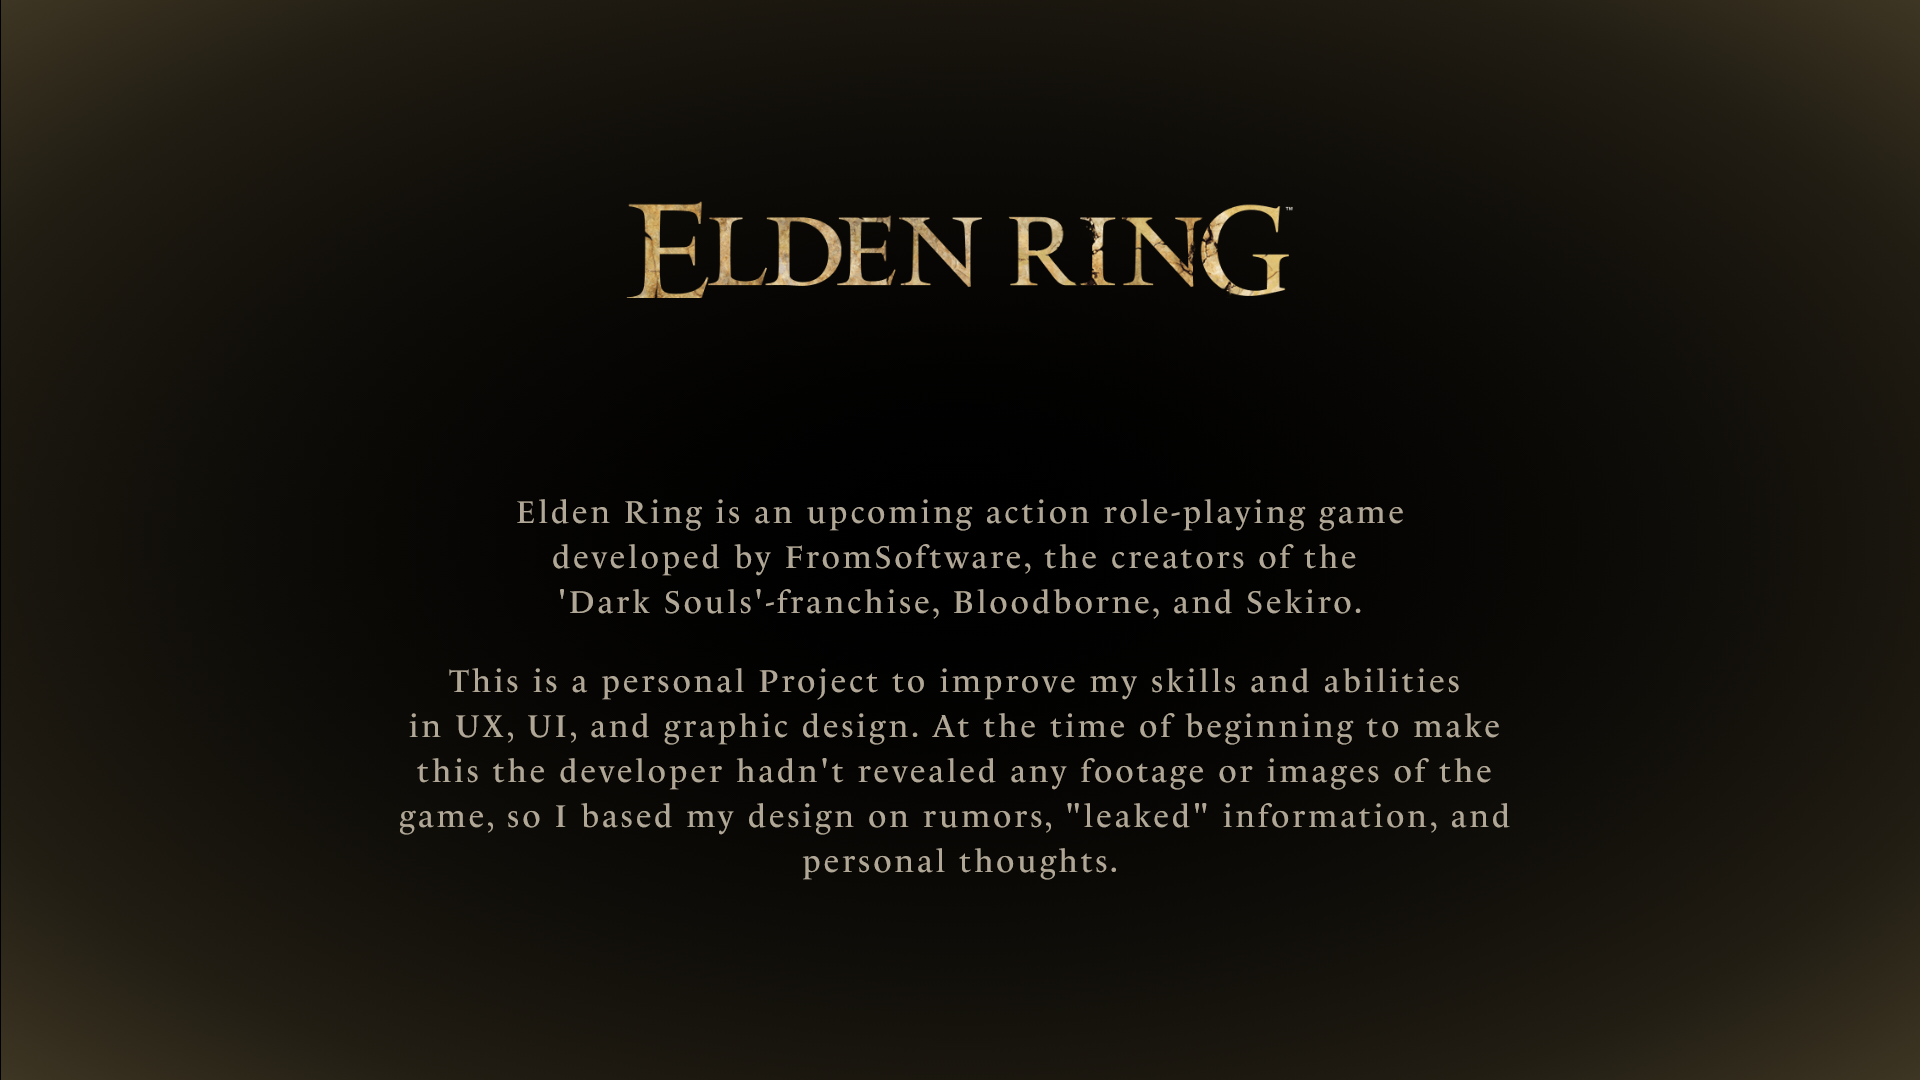 ELDEN RING™
Elden Ring is an upcoming action role-playing game
developed by FromSoftware, the creators of the
'Dark Souls'-franchise, Bloodborne, and Sekiro.
This is a personal Project to improve my skills and abilities
in UX, UI, and graphic design. At the time of beginning to make
this the developer hadn't revealed any footage or images of the
game, so I based my design on rumors, "leaked" information, and
personal thoughts.